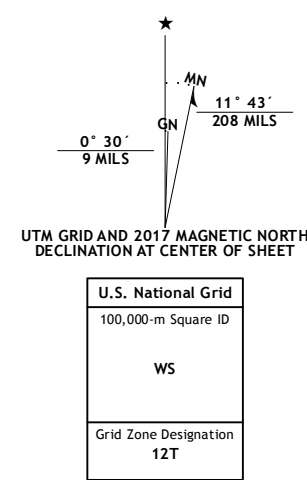 ★
MN
GN
11° 43´
208 MILS
0° 30´
9 MILS
UTM GRID AND 2017 MAGNETIC NORTH
DECLINATION AT CENTER OF SHEET
U.S. National Grid
100,000-m Square ID
WS
Grid Zone Designation
12T